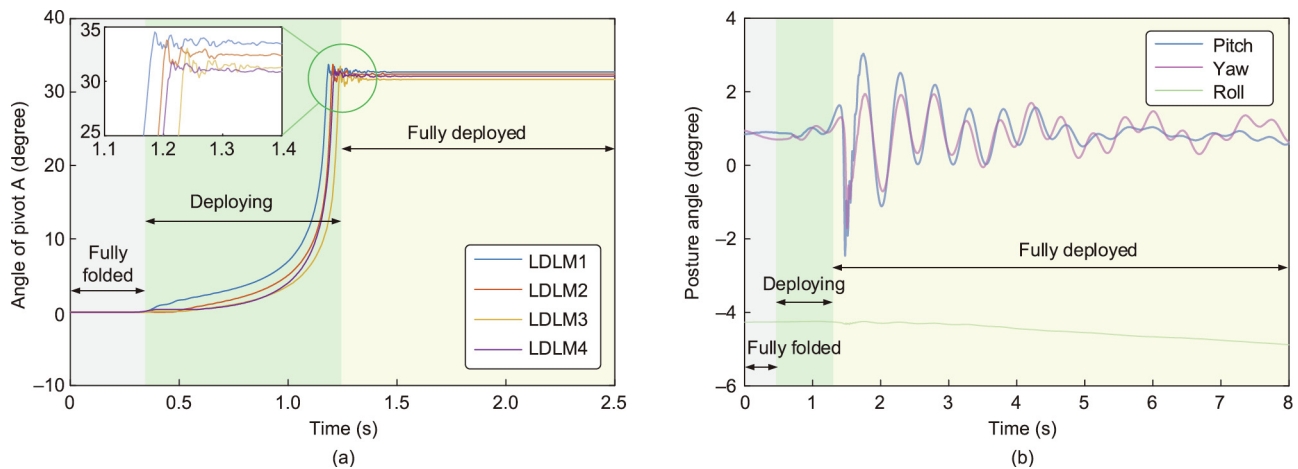 40
30
20
10
0
–10
Angle of pivot A (degree)
35
31
25
1.1
1.2
1.3
1.4
Fully deployed
Deploying
Fully
folded
LDLM1
LDLM2
LDLM3
LDLM4
0
0.5
1.0
1.5
2.0
2.5
Time (s)
(a)
4
2
0
–2
–4
–6
Posture angle (degree)
Pitch
Yaw
Roll
Fully deployed
Deploying
Fully folded
0
1
2
3
4
5
6
7
8
Time (s)
(b)